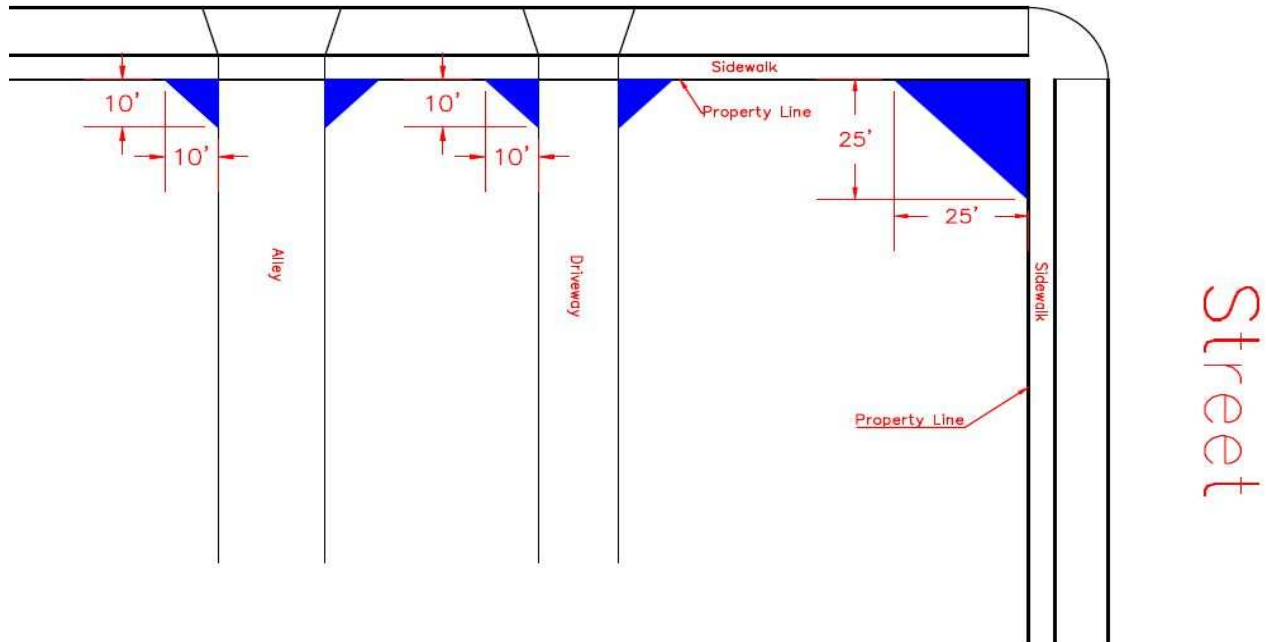 Sidewalk
Property Line
10'
10'
10'
10'
25'
25'
Alley
Driveway
Sidewalk
Property Line
Street